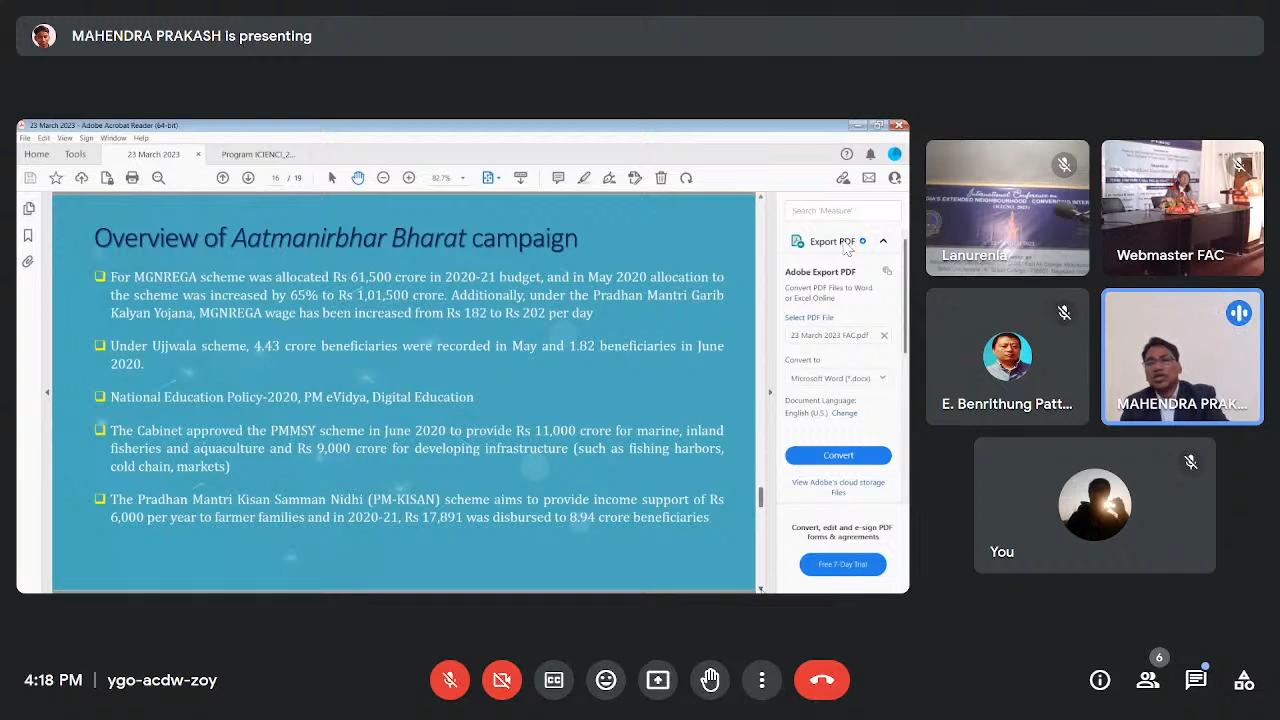 MAHENDRA PRAKASH is presenting
23 March 2023 - Adobe Acrobat Reader (64-bit)
File Edit View Sign Window Help
Home Tools 23 March 2023 × Program ICIENCI_2...
16 / 19 82.7%
Overview of Aatmanirbhar Bharat campaign
For MGNREGA scheme was allocated Rs 61,500 crore in 2020-21 budget, and in May 2020 allocation to
the scheme was increased by 65% to Rs 1,01,500 crore. Additionally, under the Pradhan Mantri Garib
Kalyan Yojana, MGNREGA wage has been increased from Rs 182 to Rs 202 per day
Under Ujjwala scheme, 4.43 crore beneficiaries were recorded in May and 1.82 beneficiaries in June
2020.
National Education Policy-2020, PM eVidya, Digital Education
The Cabinet approved the PMMSY scheme in June 2020 to provide Rs 11,000 crore for marine, inland
fisheries and aquaculture and Rs 9,000 crore for developing infrastructure (such as fishing harbors,
cold chain, markets)
The Pradhan Mantri Kisan Samman Nidhi (PM-KISAN) scheme aims to provide income support of Rs
6,000 per year to farmer families and in 2020-21, Rs 17,891 was disbursed to 8.94 crore beneficiaries
Search 'Measure'
Export PDF
Adobe Export PDF
Convert PDF Files to Word
or Excel Online
Select PDF File
23 March 2023 FAC.pdf
Convert to
Microsoft Word (*.docx)
Document Language:
English (U.S.) Change
Convert
View Adobe's cloud storage
Files
Convert, edit and e-sign PDF
forms & agreements
Free 7-Day Trial
International Conference on
EXTENDED NEIGHBOURHOOD
Lanurenla
Webmaster FAC
E. Benrithung Patt...
MAHENDRA PRAK...
You
4:18 PM | ygo-acdw-zoy
6